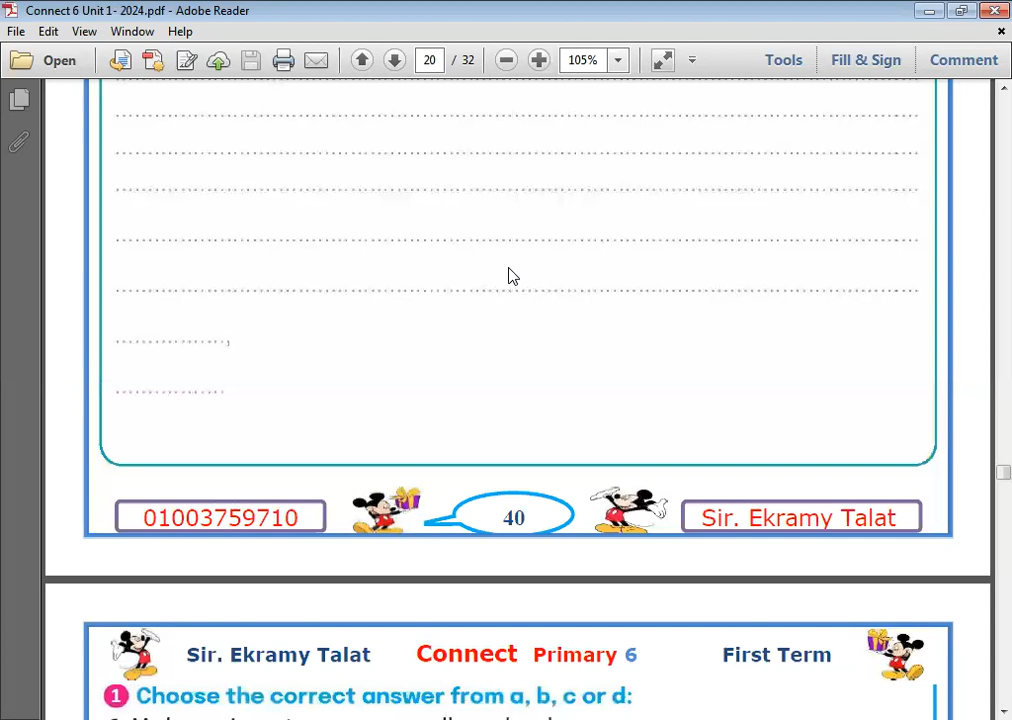 Connect 6 Unit 1- 2024.pdf - Adobe Reader
File Edit View Window Help
Open 20 / 32 105% Tools Fill & Sign Comment
,
01003759710 40 Sir. Ekramy Talat
Sir. Ekramy Talat Connect Primary 6 First Term
1 Choose the correct answer from a, b, c or d: